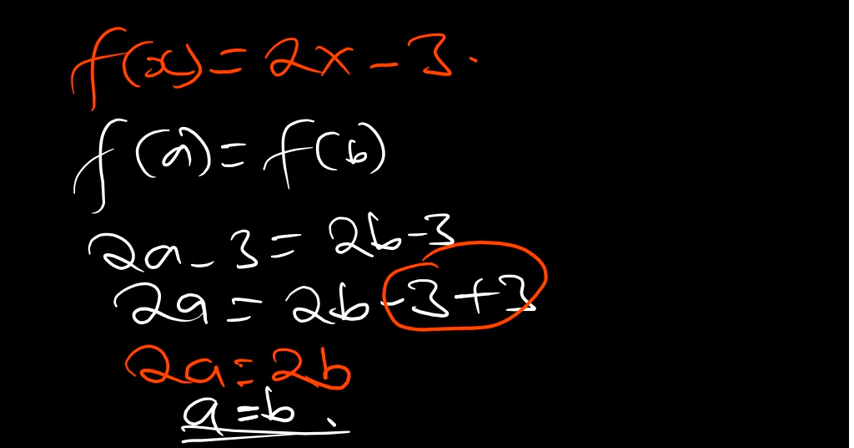 f(x) = 2x - 3.
f(a) = f(b)
2a - 3 = 2b - 3
2a = 2b - 3 + 3
2a = 2b
a = b.